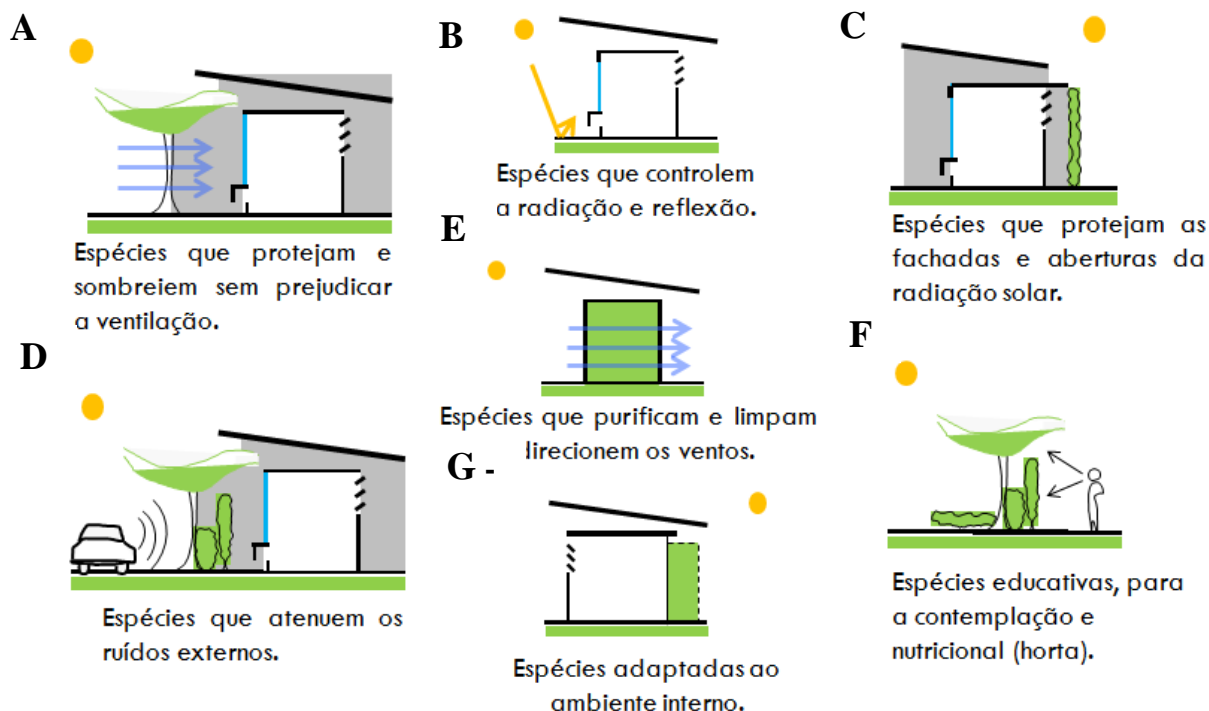 A
Espécies que protejam e
sombreiem sem prejudicar
a ventilação.
B
Espécies que controlem
a radiação e reflexão.
C
Espécies que protejam as
fachadas e aberturas da
radiação solar.
D
Espécies que atenuem os
ruídos externos.
E
Espécies que purificam e limpam
lirecionem os ventos.
F
Espécies educativas, para
a contemplação e
nutricional (horta).
G -
Espécies adaptadas ao
ambiente interno.